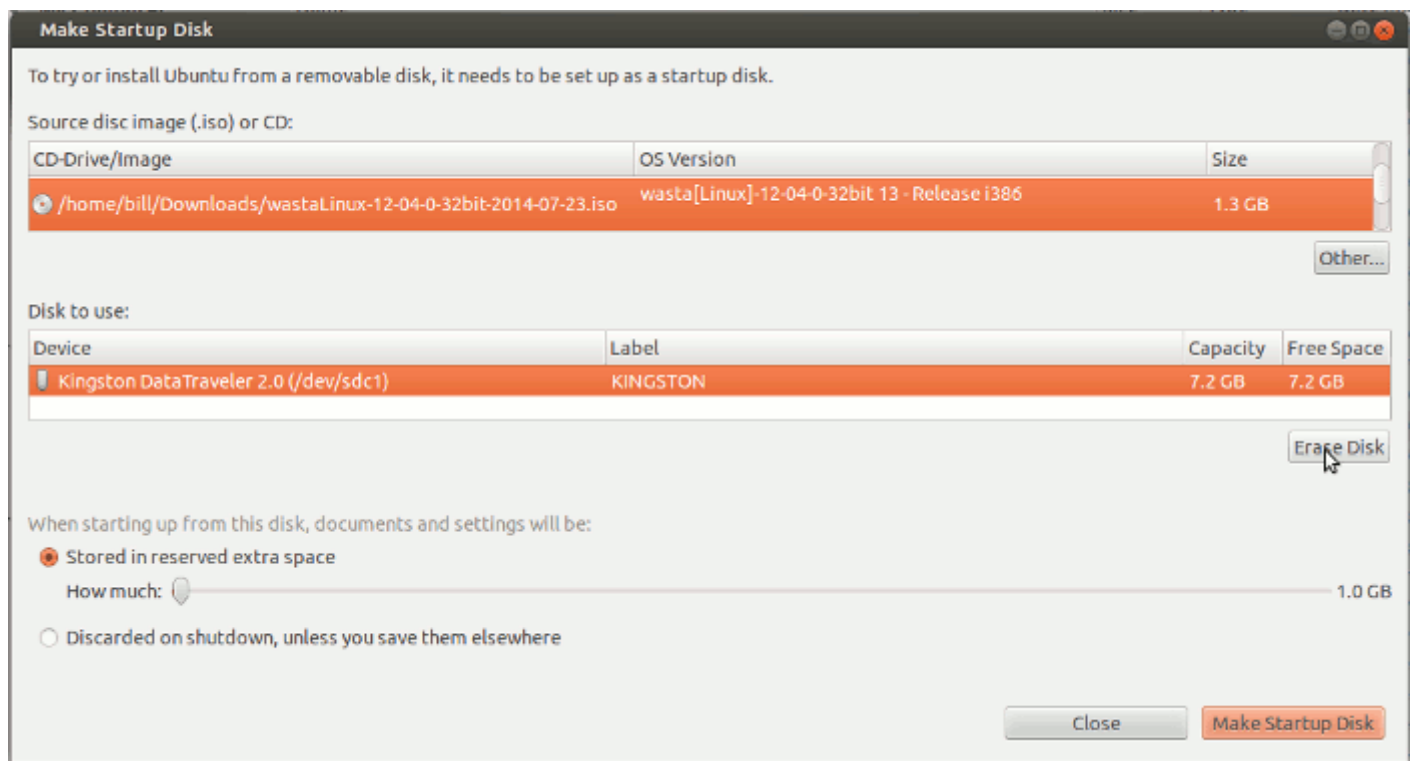 Make Startup Disk
To try or install Ubuntu from a removable disk, it needs to be set up as a startup disk.
Source disc image (.iso) or CD:
CD-Drive/Image OS Version Size
/home/bill/Downloads/wastaLinux-12-04-0-32bit-2014-07-23.iso wasta[Linux]-12-04-0-32bit 13 - Release i386 1.3 GB
Other...
Disk to use:
Device Label Capacity Free Space
Kingston DataTraveler 2.0 (/dev/sdc1) KINGSTON 7.2 GB 7.2 GB
Erase Disk
When starting up from this disk, documents and settings will be:
Stored in reserved extra space
How much: 1.0 GB
Discarded on shutdown, unless you save them elsewhere
Close Make Startup Disk